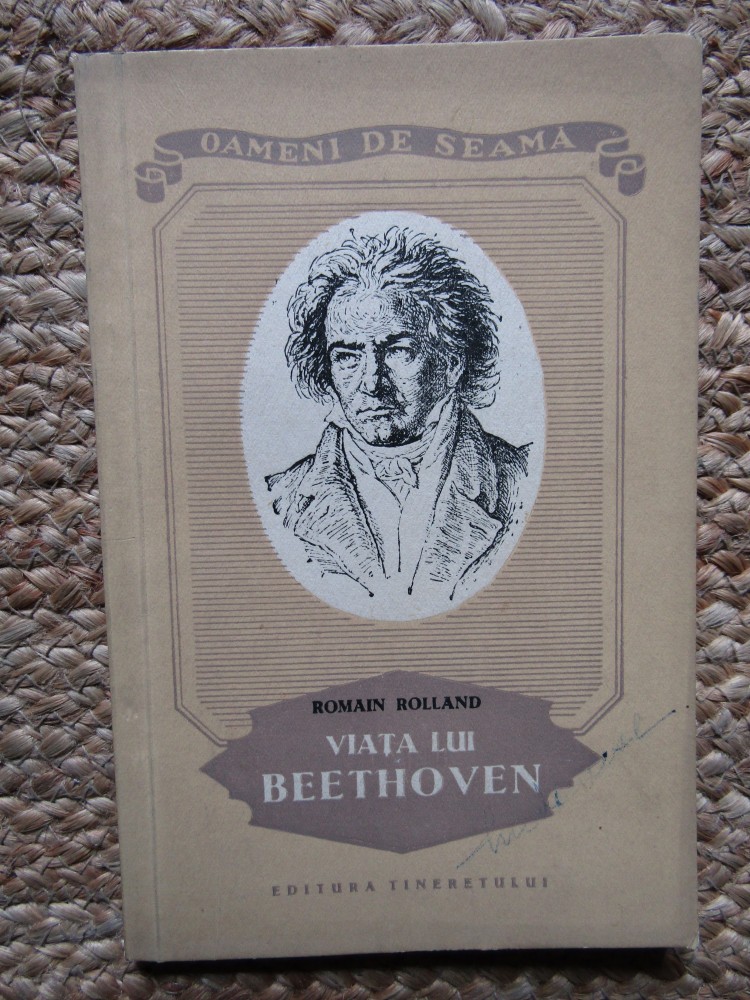 OAMENI DE SEAMĂ
ROMAIN ROLLAND
VIAȚA LUI
BEETHOVEN
EDITURA TINERETULUI